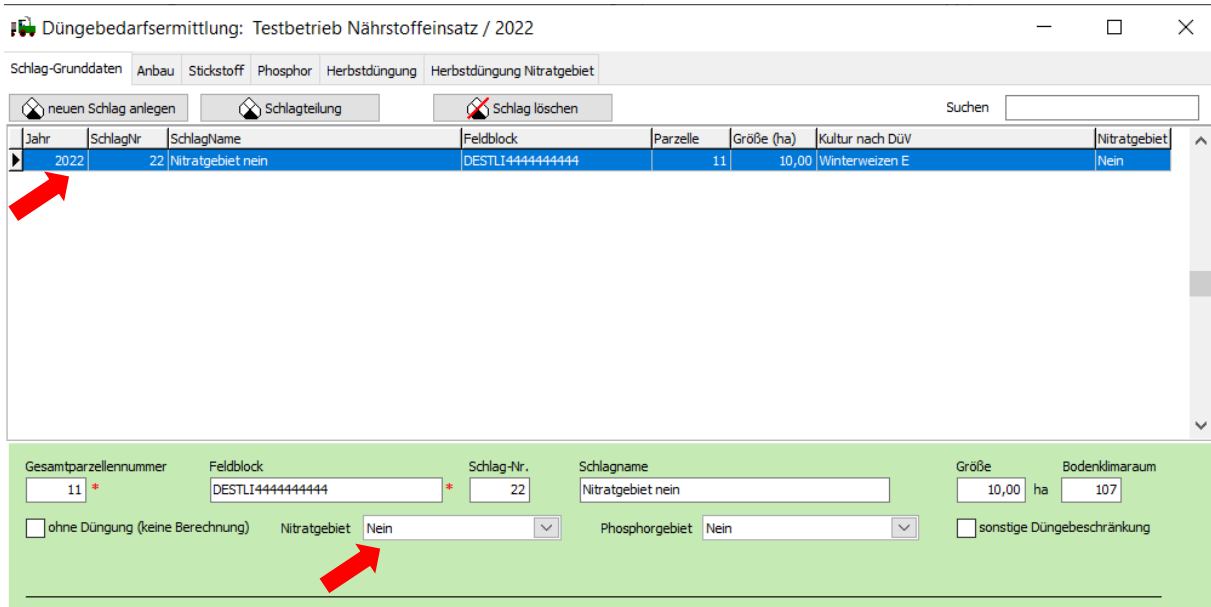 Düngebedarfsermittlung: Testbetrieb Nährstoffeinsatz / 2022
Schlag-Grunddaten Anbau Stickstoff Phosphor Herbstdüngung Herbstdüngung Nitratgebiet
neuen Schlag anlegen Schlagteilung Schlag löschen Suchen
Jahr SchlagNr SchlagName Feldblock Parzelle Größe (ha) Kultur nach DüV Nitratgebiet
2022 22 Nitratgebiet nein DESTLI4444444444 11 10,00 Winterweizen E Nein
Gesamtparzellennummer Feldblock Schlag-Nr. Schlagname Größe Bodenklimaraum
11 * DESTLI4444444444 * 22 Nitratgebiet nein 10,00 ha 107
ohne Düngung (keine Berechnung) Nitratgebiet Nein Phosphorgebiet Nein sonstige Düngebeschränkung